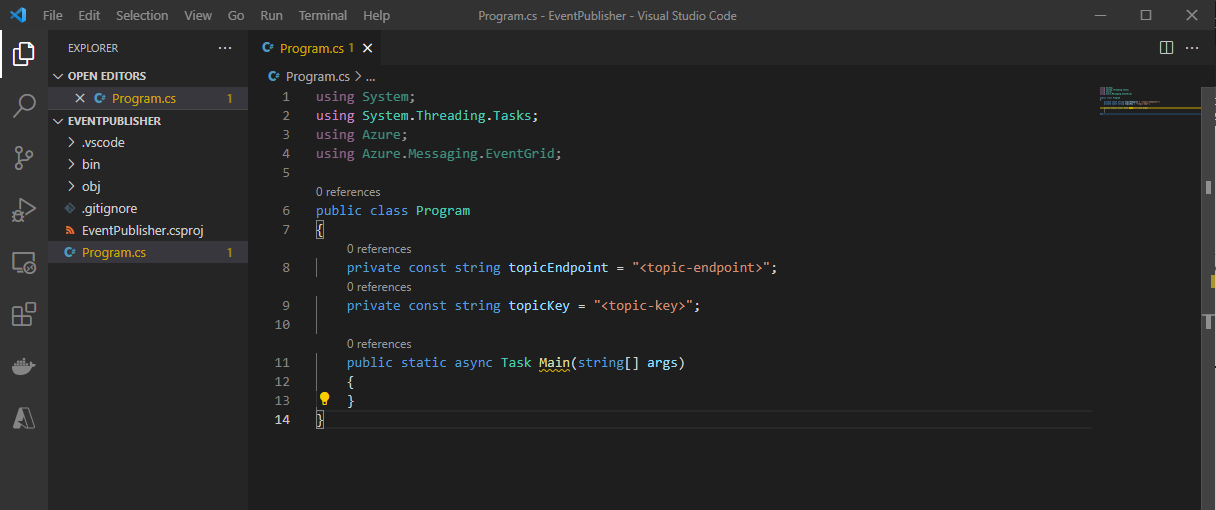 File Edit Selection View Go Run Terminal Help
Program.cs - EventPublisher - Visual Studio Code
EXPLORER
OPEN EDITORS
Program.cs 1
EVENTPUBLISHER
.vscode
bin
obj
.gitignore
EventPublisher.csproj
Program.cs 1
Program.cs 1
Program.cs > ...
1 using System;
2 using System.Threading.Tasks;
3 using Azure;
4 using Azure.Messaging.EventGrid;
5
0 references
6 public class Program
7 {
0 references
8 private const string topicEndpoint = "<topic-endpoint>";
0 references
9 private const string topicKey = "<topic-key>";
10
0 references
11 public static async Task Main(string[] args)
12 {
13 }
14 }